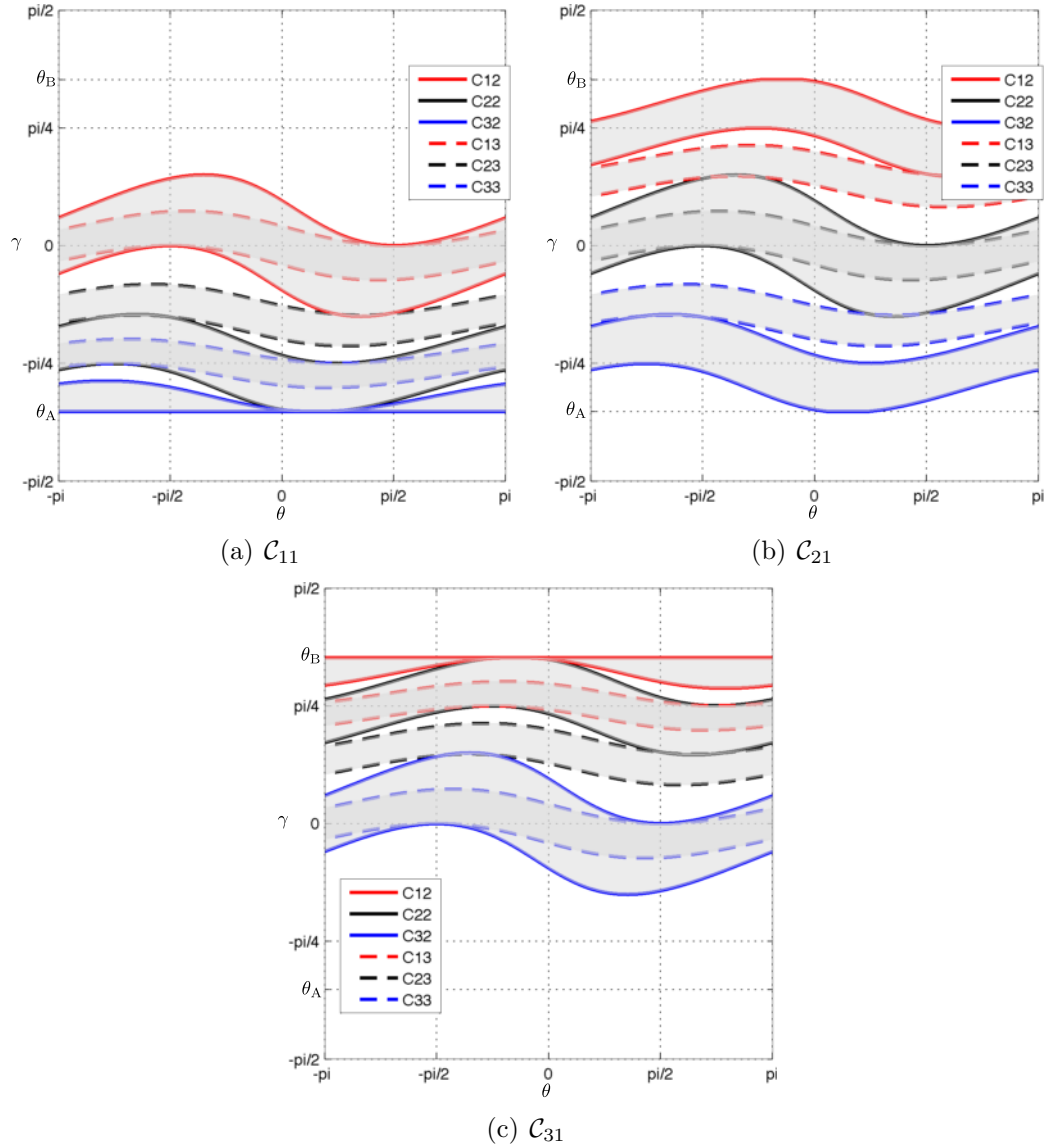 pi/2
θB
pi/4
γ
0
-pi/4
θA
-pi/2
-pi
-pi/2
0
pi/2
pi
θ
C12
C22
C32
C13
C23
C33
(a) C11
pi/2
θB
pi/4
γ
0
-pi/4
θA
-pi/2
-pi
-pi/2
0
pi/2
pi
θ
C12
C22
C32
C13
C23
C33
(b) C21
pi/2
θB
pi/4
γ
0
-pi/4
θA
-pi/2
-pi
-pi/2
0
pi/2
pi
θ
C12
C22
C32
C13
C23
C33
(c) C31